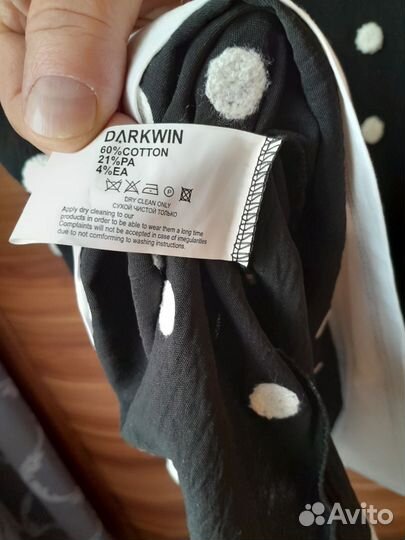 DARKWIN
60%COTTON
21%PA
4%EA
P
DRY CLEAN ONLY
СУХОЙ ЧИСТОЙ ТОЛЬКО
Apply dry cleaning to our
products in order to be able to wear them a long time
Complaints will not be accepted in case of irregularities
due to not conforming to washing instructions.
Avito